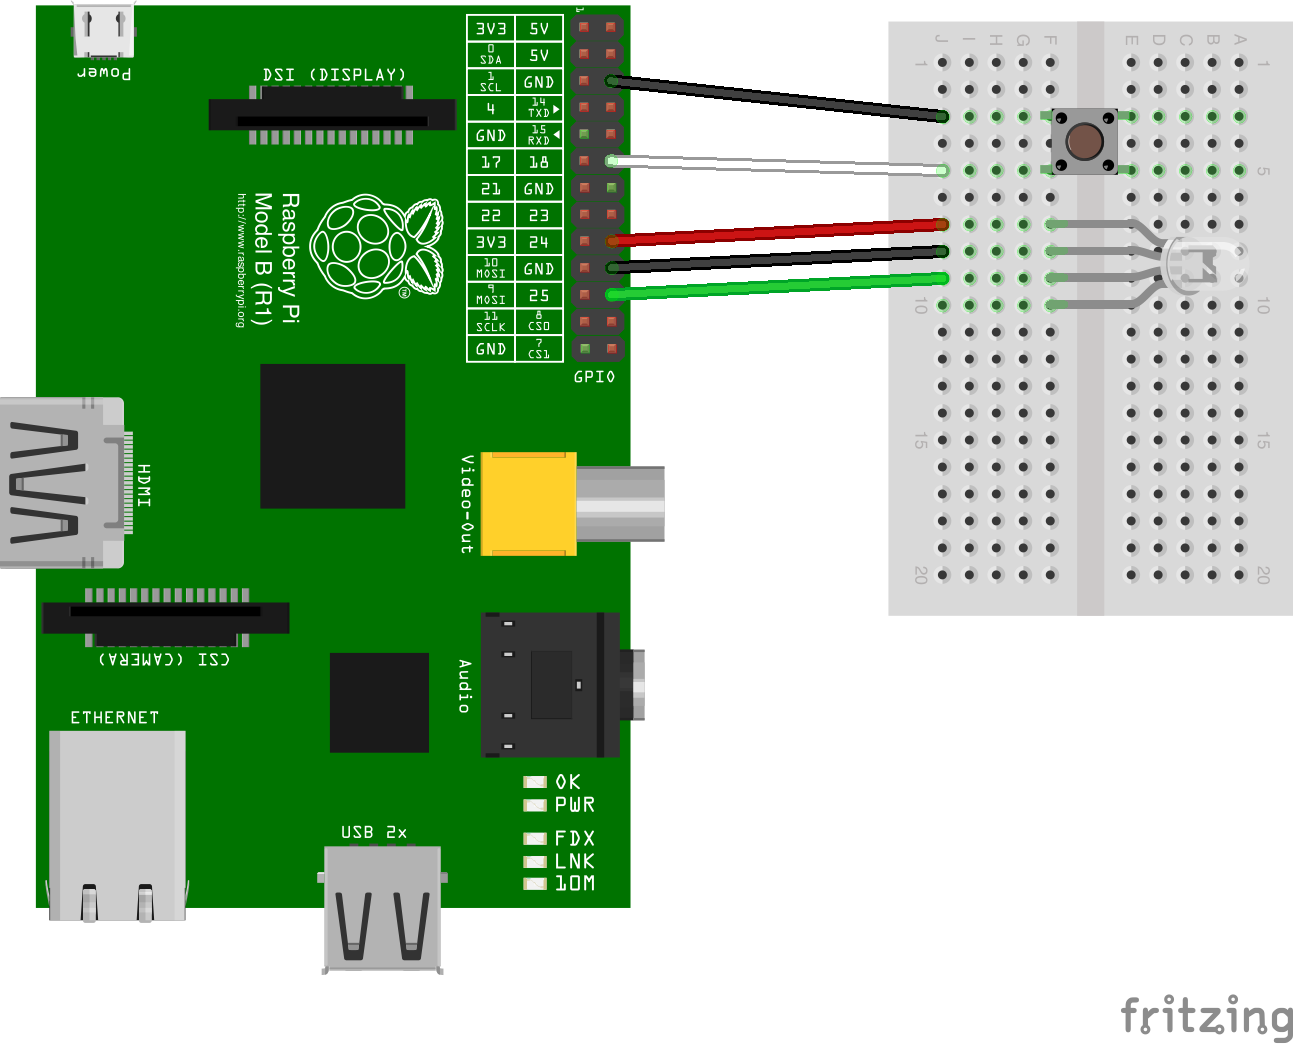 Power
DSI (DISPLAY)
1
3V3 5V
0 SDA 5V
1 SCL GND
4 14 TXD
GND 15 RXD
17 18
21 GND
22 23
3V3 24
10 MOSI GND
9 MOSI 25
11 SCLK 8 CS0
GND 7 CS1
GPIO
Raspberry Pi
Model B (R1)
http://www.raspberrypi.org
TM
HDMI
Video-Out
CSI (CAMERA)
Audio
ETHERNET
USB 2x
OK
PWR
FDX
LNK
10M
J I H G F E D C B A
1 1
5
10
15 15
20 20
fritzing